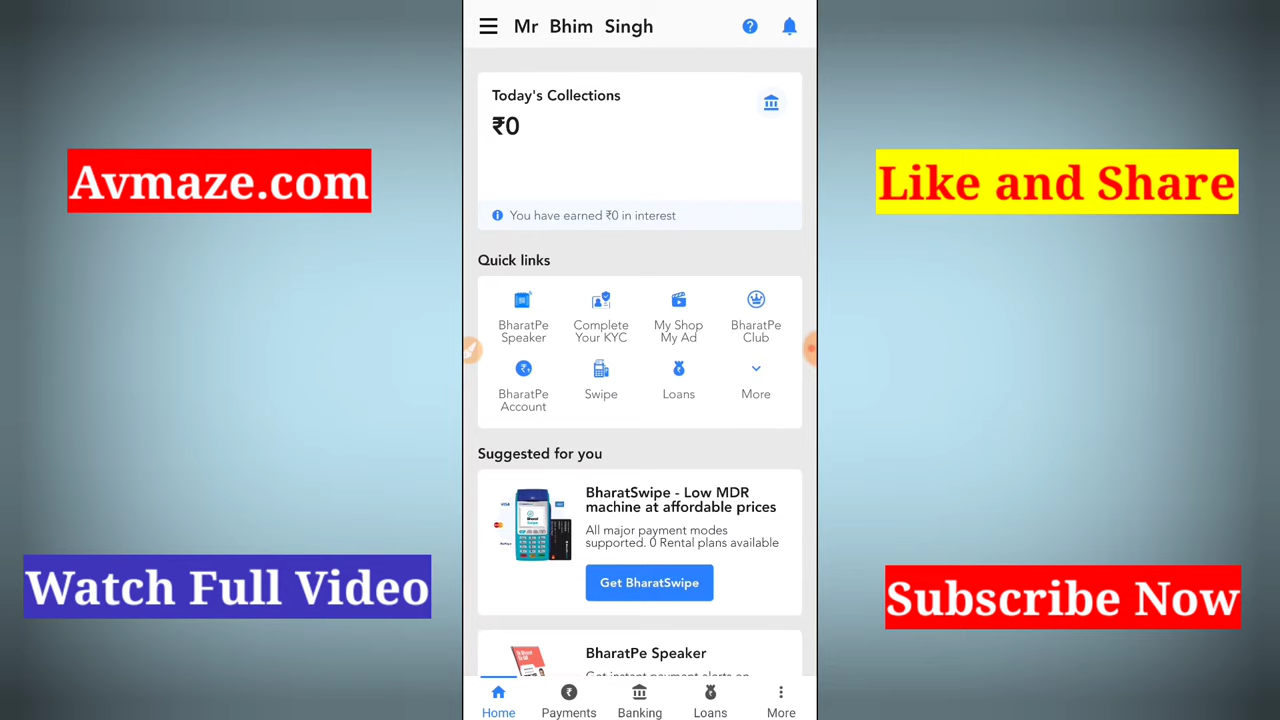 Mr Bhim Singh
Today's Collections
₹0
You have earned ₹0 in interest
Quick links
BharatPe
Speaker
Complete
Your KYC
My Shop
My Ad
BharatPe
Club
BharatPe
Account
Swipe
Loans
More
Suggested for you
BharatSwipe - Low MDR
machine at affordable prices
All major payment modes
supported. 0 Rental plans available
Get BharatSwipe
BharatPe Speaker
Get instant payment alerts on
Home
Payments
Banking
Loans
More
Avmaze.com
Like and Share
Watch Full Video
Subscribe Now